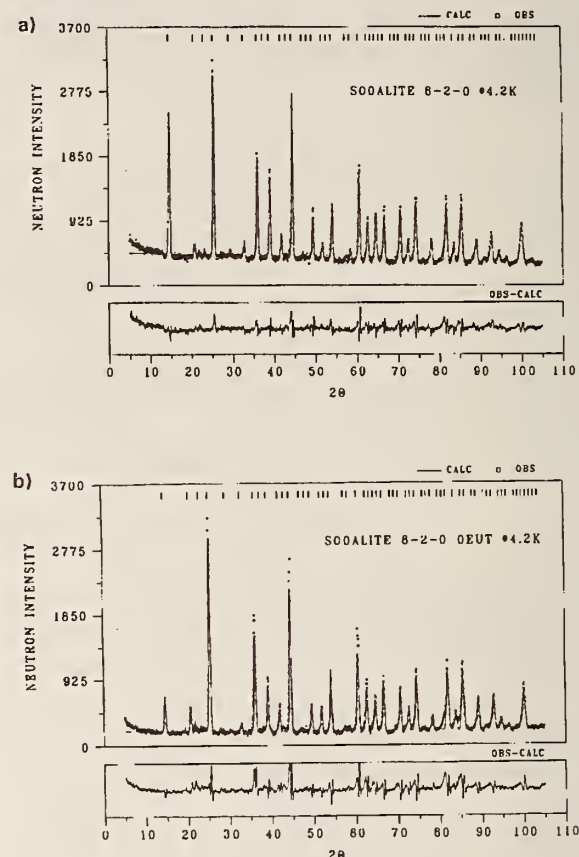 a)
— CALC □ OBS
3700
2775
1850
925
0
NEUTRON INTENSITY
SODALITE 8-2-0 @4.2K
OBS-CALC
0 10 20 30 40 50 60 70 80 90 100 110
2θ
b)
— CALC □ OBS
3700
2775
1850
925
0
NEUTRON INTENSITY
SODALITE 8-2-0 DEUT @4.2K
OBS-CALC
0 10 20 30 40 50 60 70 80 90 100 110
2θ